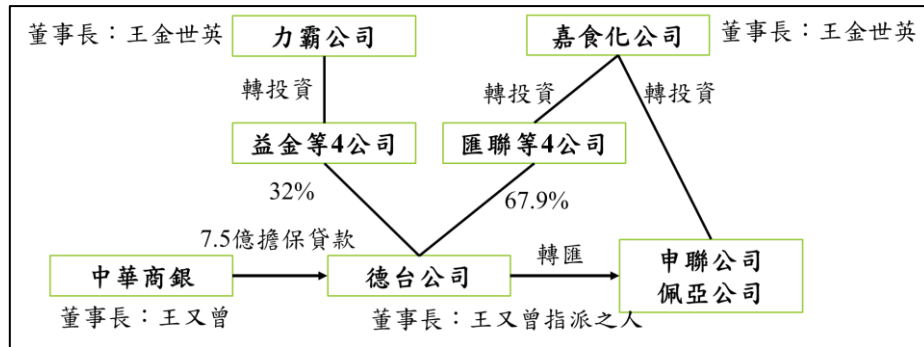 董事長：王金世英
力霸公司
嘉食化公司
董事長：王金世英
轉投資
轉投資
轉投資
益金等4公司
匯聯等4公司
32%
67.9%
7.5億擔保貸款
中華商銀
德台公司
轉匯
申聯公司
佩亞公司
董事長：王又曾
董事長：王又曾指派之人